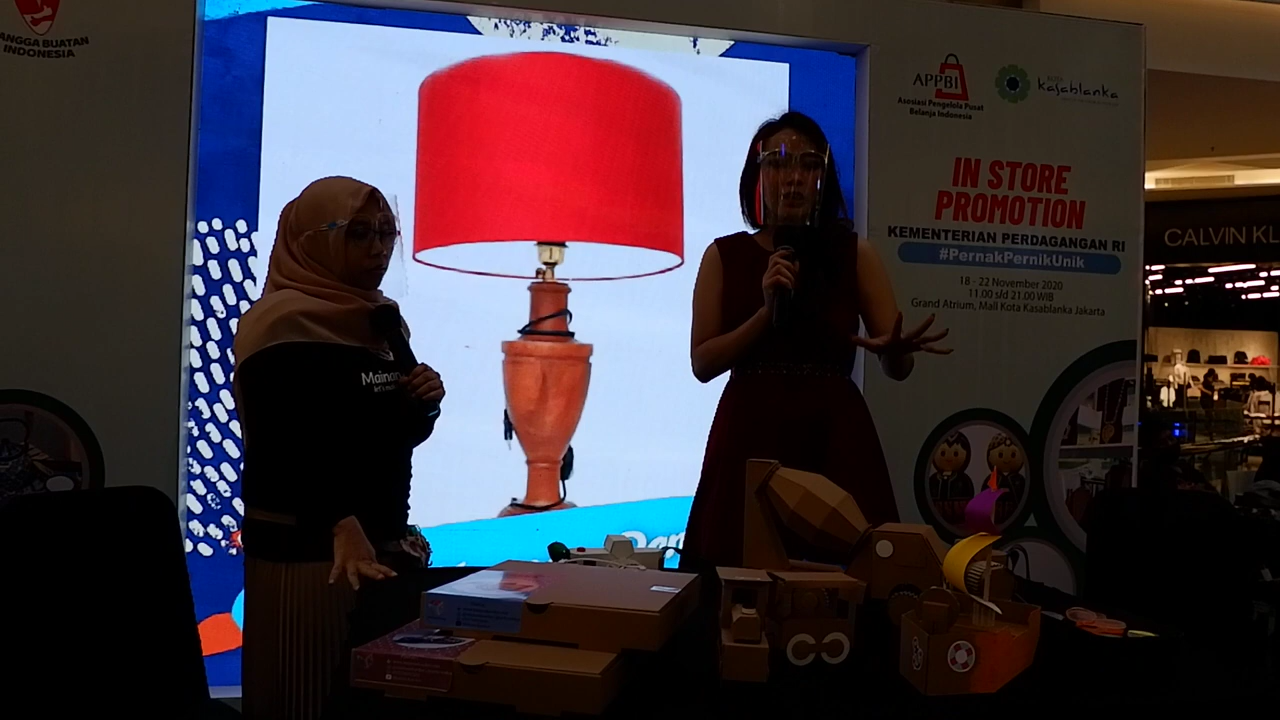 ANGGA BUATAN
INDONESIA
APPBI
Asosiasi Pengelola Pusat
Belanja Indonesia
kasablanka
IN STORE
PROMOTION
KEMENTERIAN PERDAGANGAN RI
#PernakPernikUnik
18 - 22 November 2020
11.00 s/d 21.00 WIB
Grand Atrium, Mall Kota Kasablanka Jakarta
CALVIN KL
Mainan